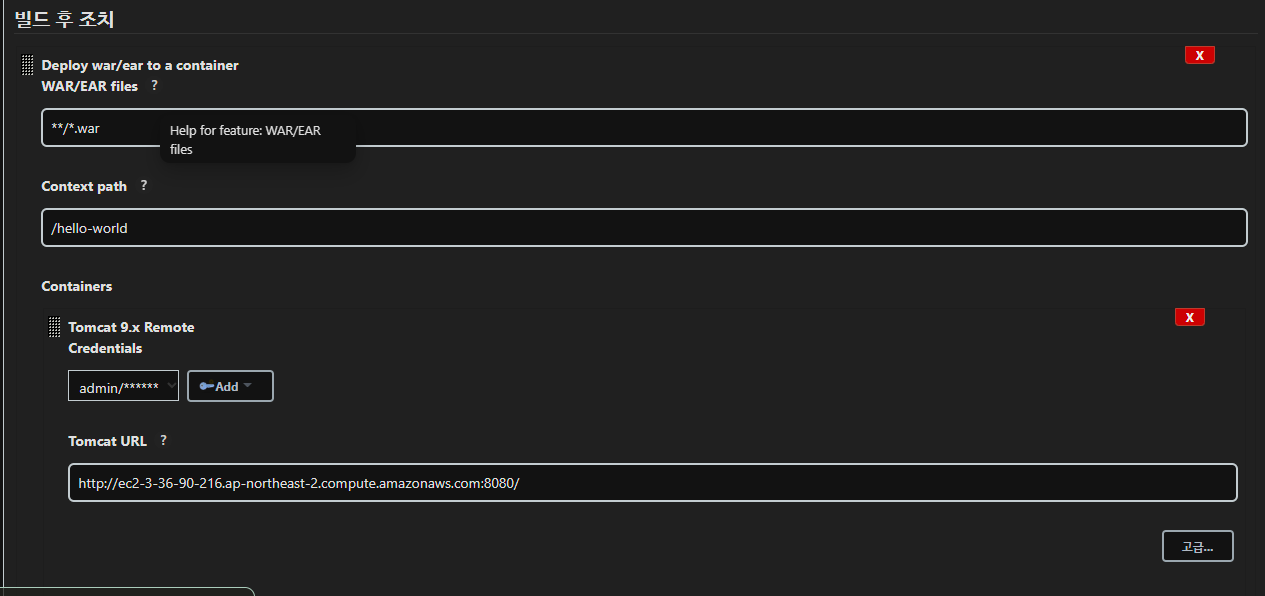 빌드 후 조치
X
Deploy war/ear to a container
WAR/EAR files ?
**/*.war
Help for feature: WAR/EAR
files
Context path ?
/hello-world
Containers
X
Tomcat 9.x Remote
Credentials
admin/****** Add
Tomcat URL ?
http://ec2-3-36-90-216.ap-northeast-2.compute.amazonaws.com:8080/
고급...